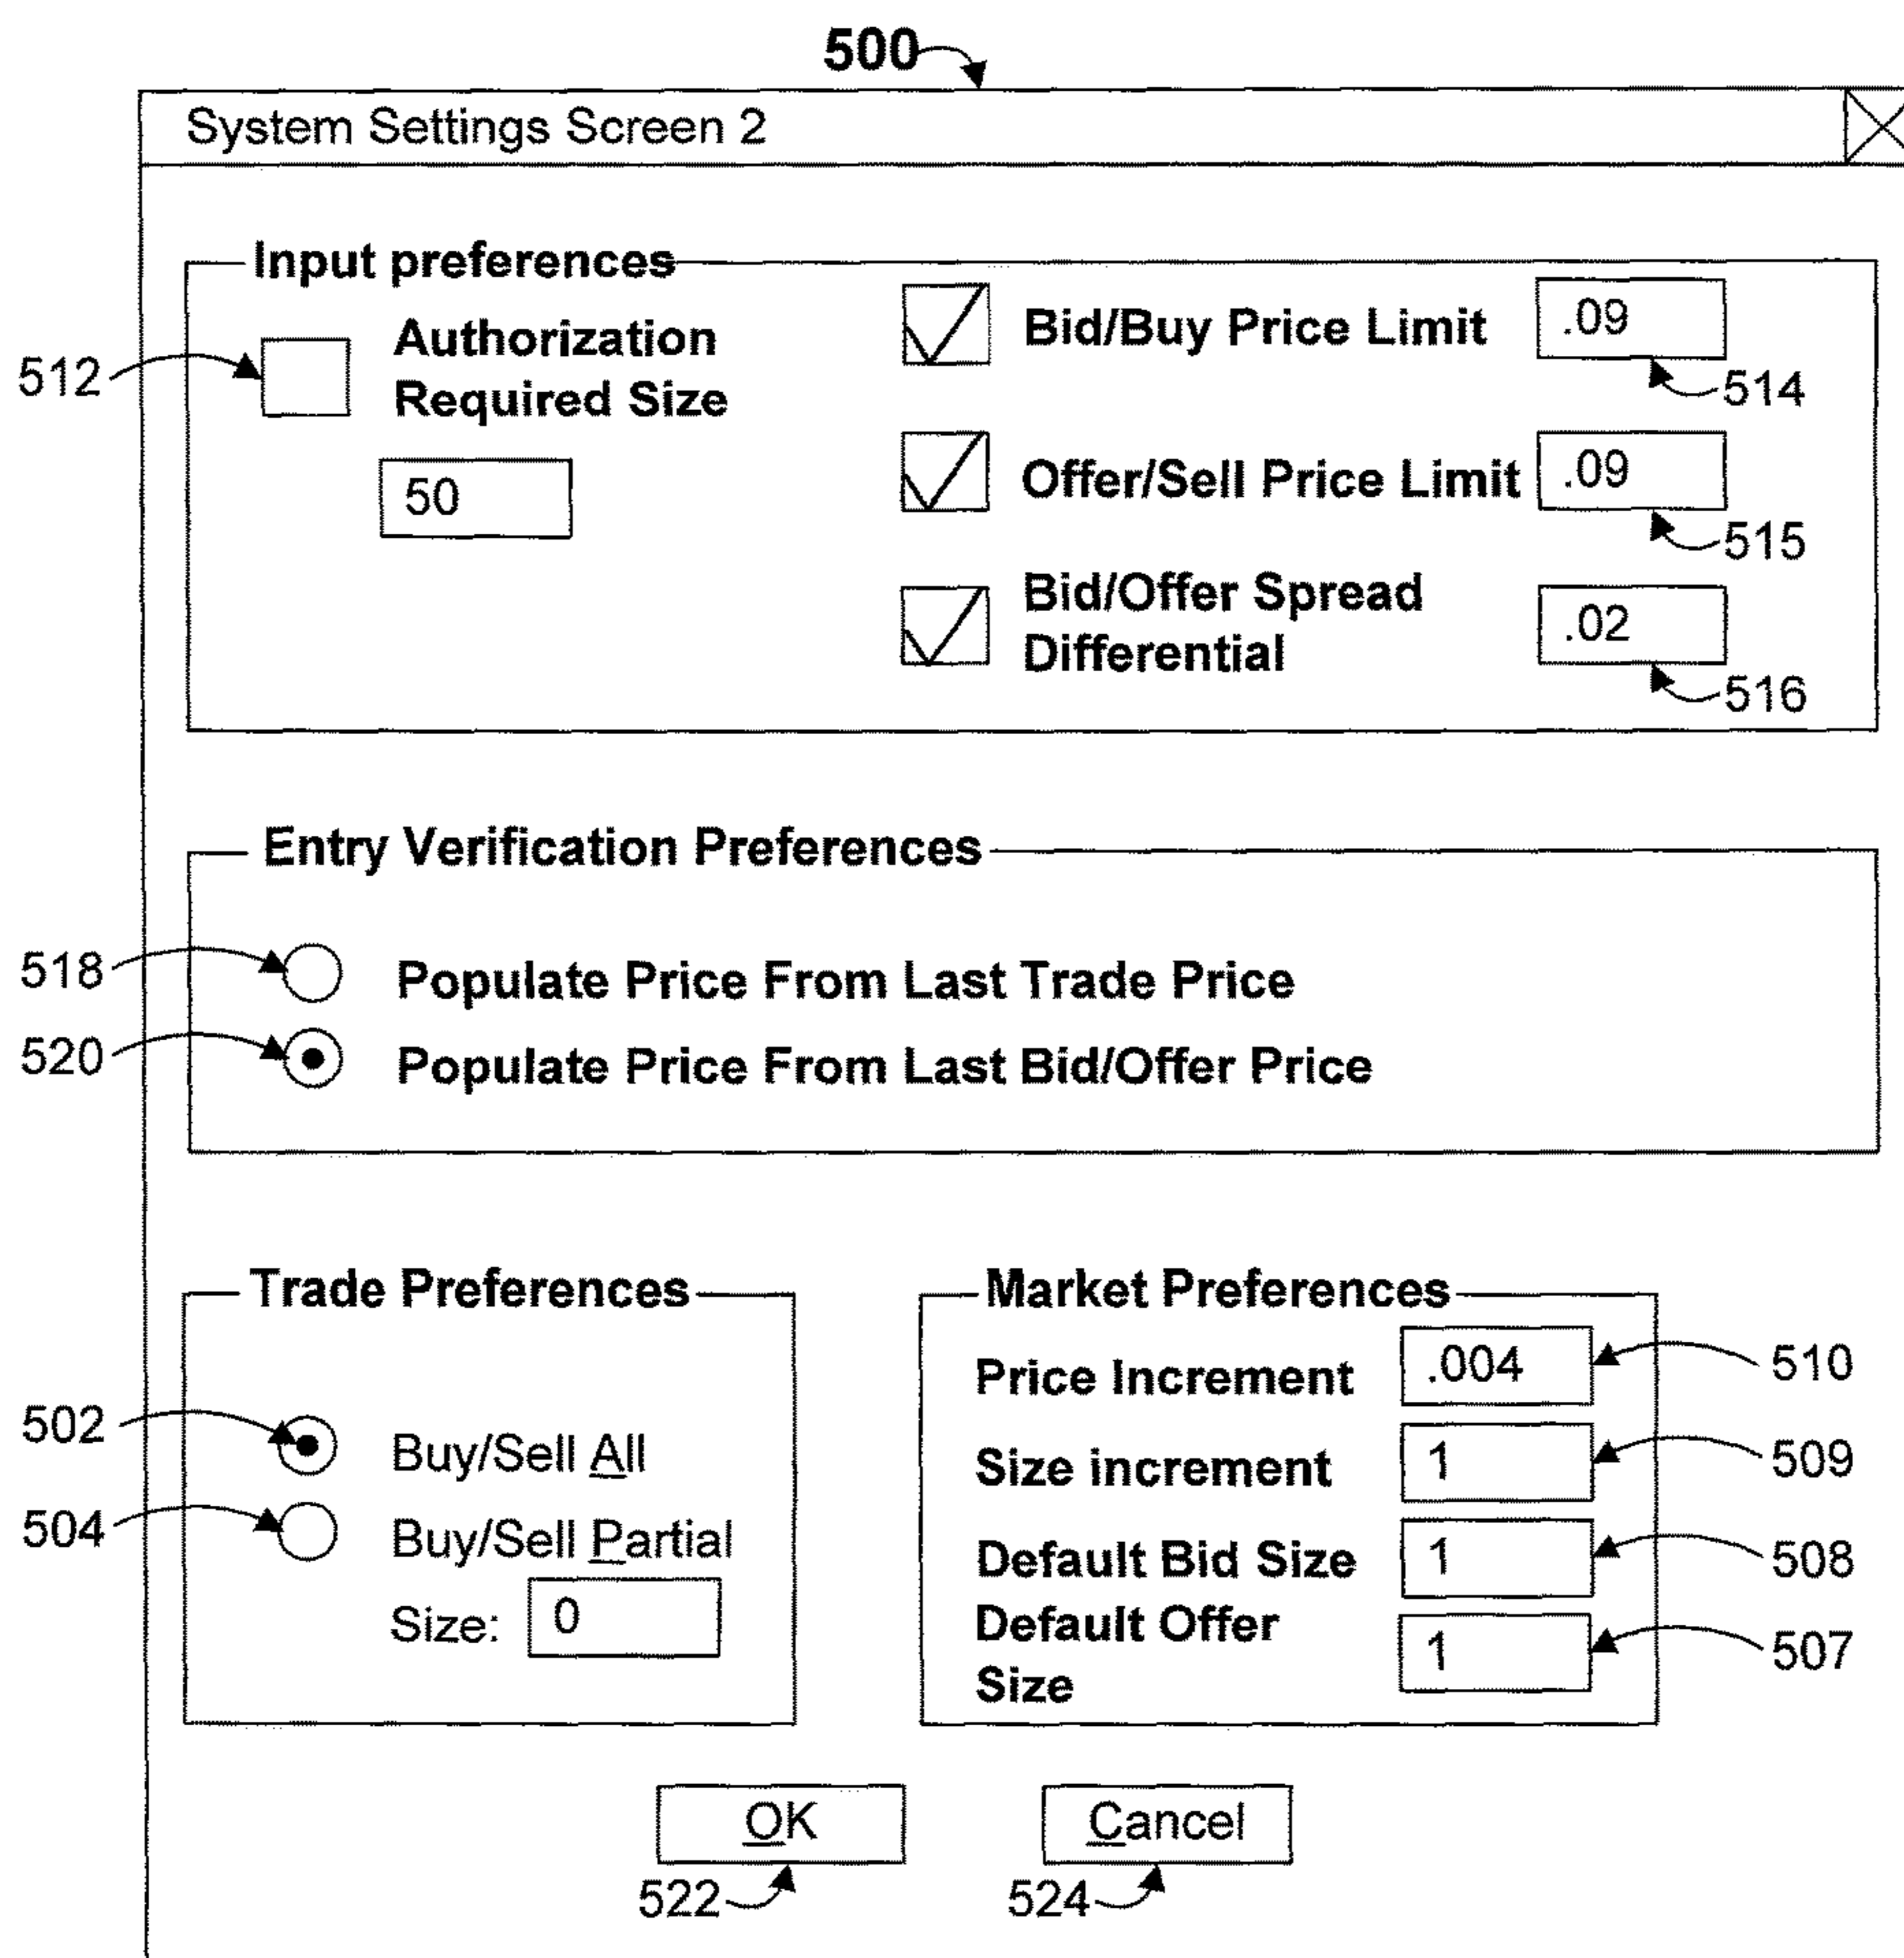 500
System Settings Screen 2
Input preferences
512
Authorization
Required Size
50
Bid/Buy Price Limit
.09
514
Offer/Sell Price Limit
.09
515
Bid/Offer Spread
Differential
.02
516
Entry Verification Preferences
518
Populate Price From Last Trade Price
520
Populate Price From Last Bid/Offer Price
Trade Preferences
502
Buy/Sell All
504
Buy/Sell Partial
Size: 0
Market Preferences
Price Increment .004 510
Size increment 1 509
Default Bid Size 1 508
Default Offer
Size
1 507
OK
522
Cancel
524